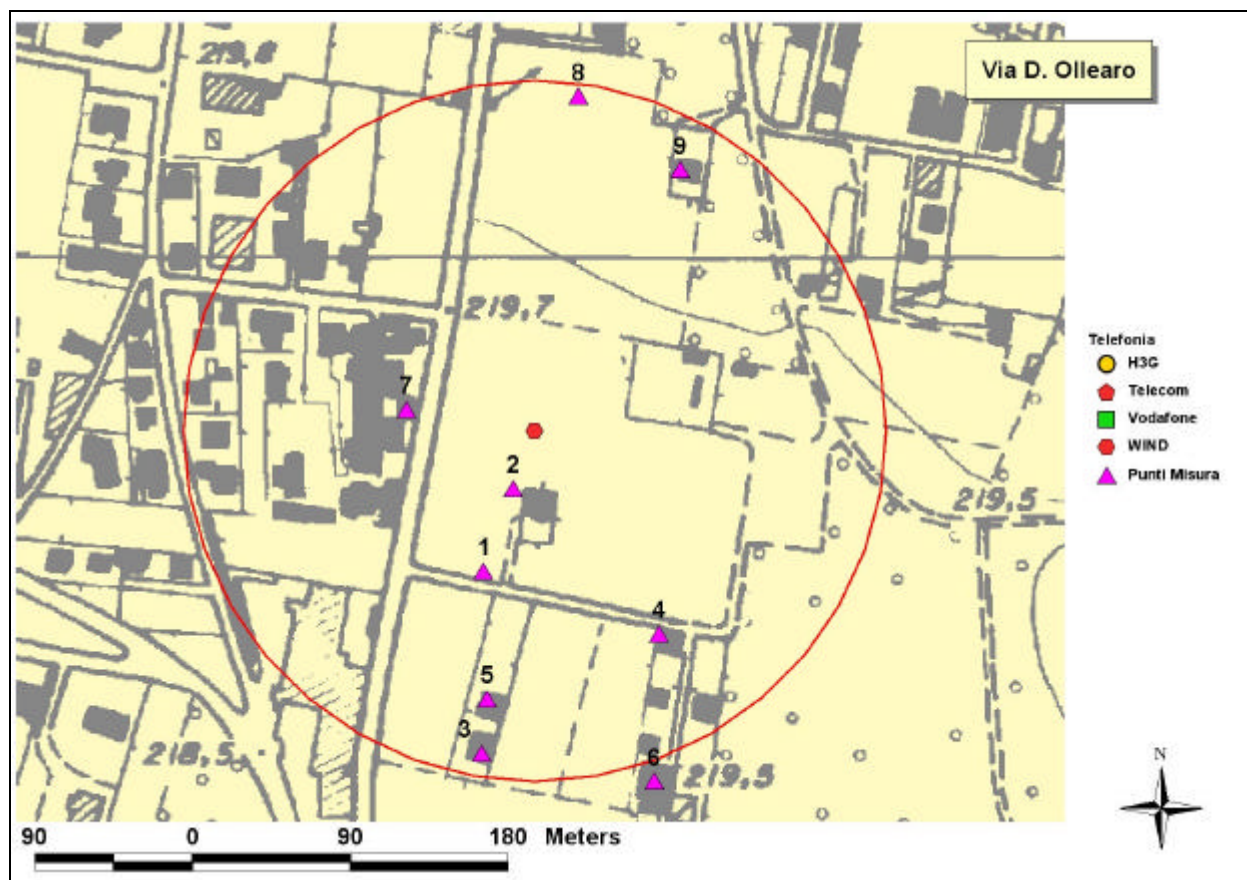 219,8
8
Via D. Ollearo
9
219,7
7
2
1
219,5
4
5
3
6
218,5
219,5
Telefonia
H3G
Telecom
Vodafone
WIND
Punti Misura
N
90 0 90 180 Meters